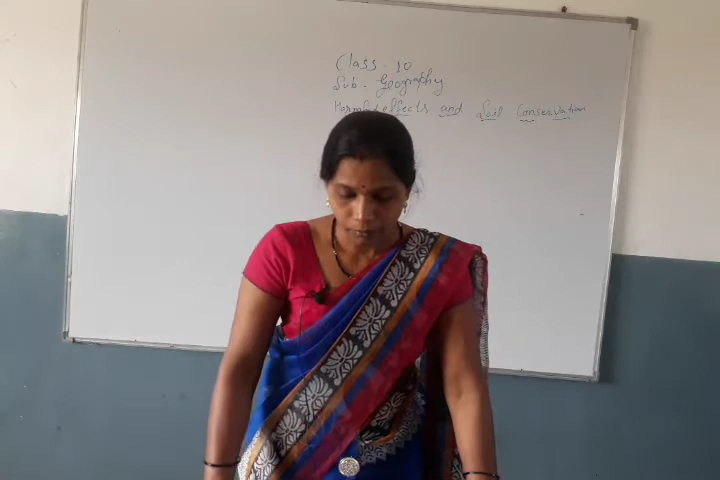 Class - 10
Sub - Geography
Harmful effects and Soil Conservation